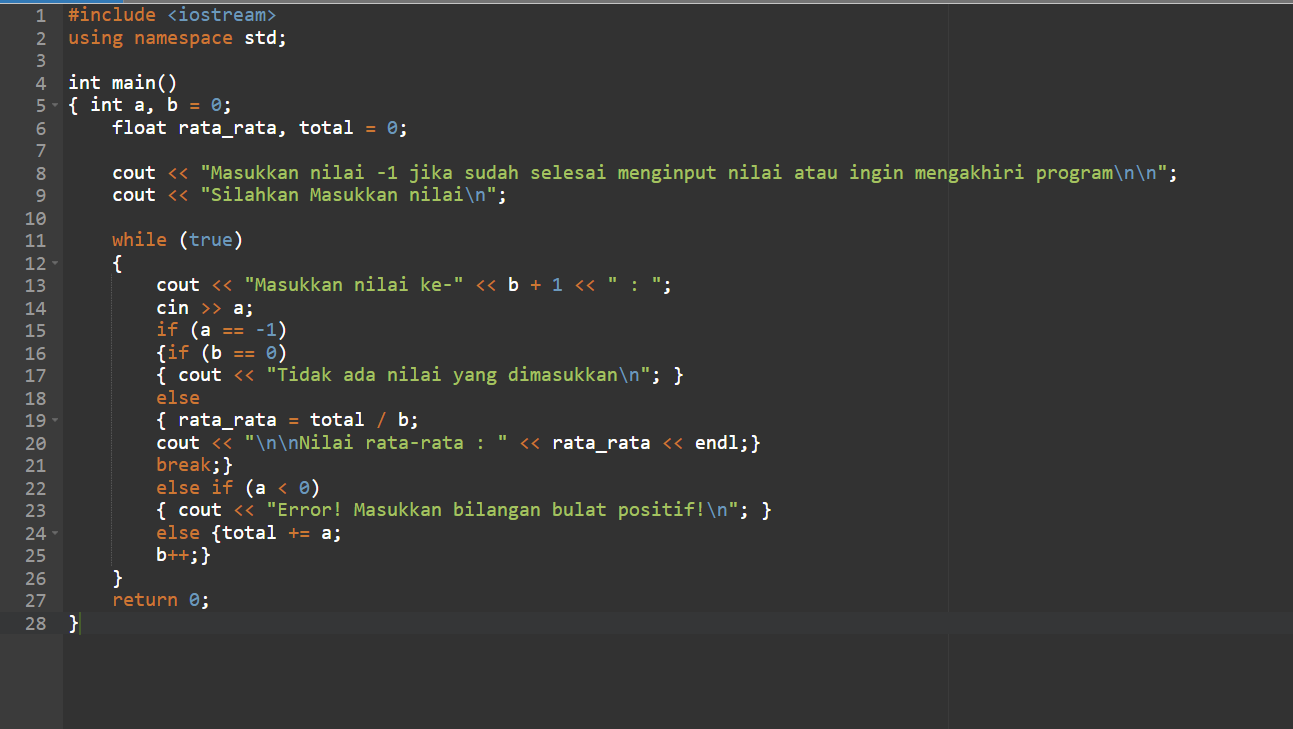 1 #include <iostream>
2 using namespace std;
3
4 int main()
5 { int a, b = 0;
6 float rata_rata, total = 0;
7
8 cout << "Masukkan nilai -1 jika sudah selesai menginput nilai atau ingin mengakhiri program\n\n";
9 cout << "Silahkan Masukkan nilai\n";
10
11 while (true)
12 {
13 cout << "Masukkan nilai ke-" << b + 1 << " : ";
14 cin >> a;
15 if (a == -1)
16 {if (b == 0)
17 { cout << "Tidak ada nilai yang dimasukkan\n"; }
18 else
19 { rata_rata = total / b;
20 cout << "\n\nNilai rata-rata : " << rata_rata << endl;}
21 break;}
22 else if (a < 0)
23 { cout << "Error! Masukkan bilangan bulat positif!\n"; }
24 else {total += a;
25 b++;}
26 }
27 return 0;
28 }